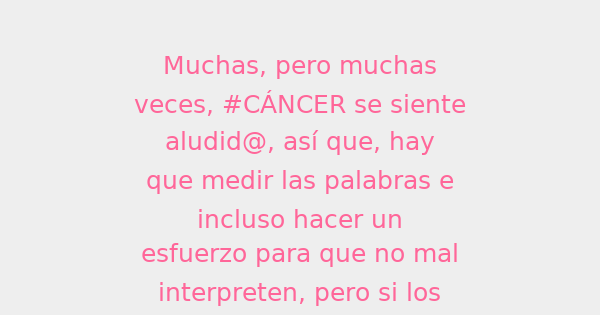 Muchas, pero muchas
veces, #CÁNCER se siente
aludid@, así que, hay
que medir las palabras e
incluso hacer un
esfuerzo para que no mal
interpreten, pero si los